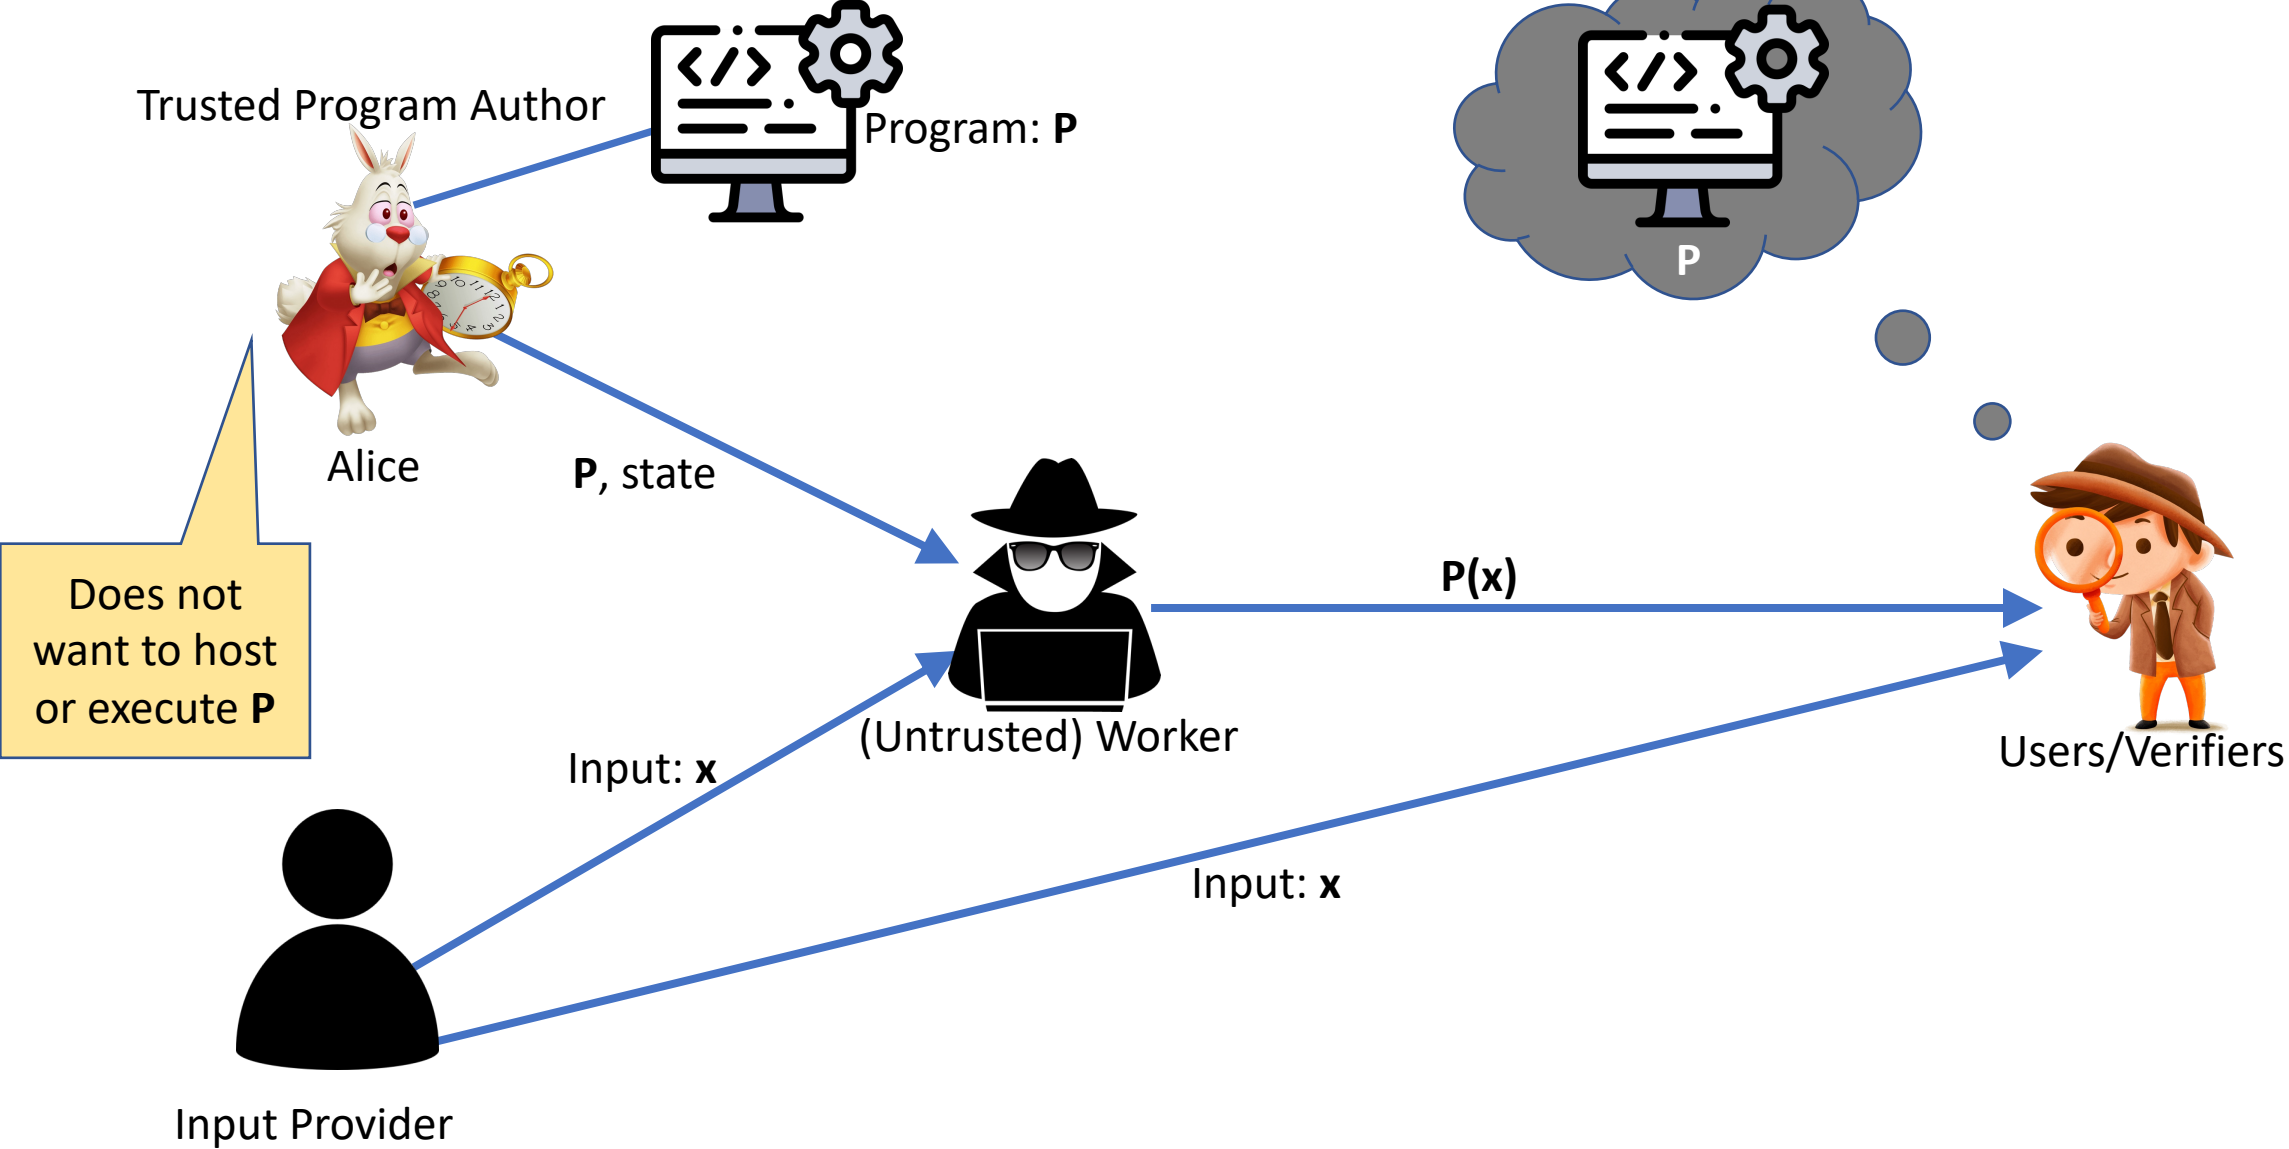 Trusted Program Author
</>
Program: P
</>
P
Alice
P, state
Does not
want to host
or execute P
P(x)
(Untrusted) Worker
Users/Verifiers
Input: x
Input: x
Input Provider